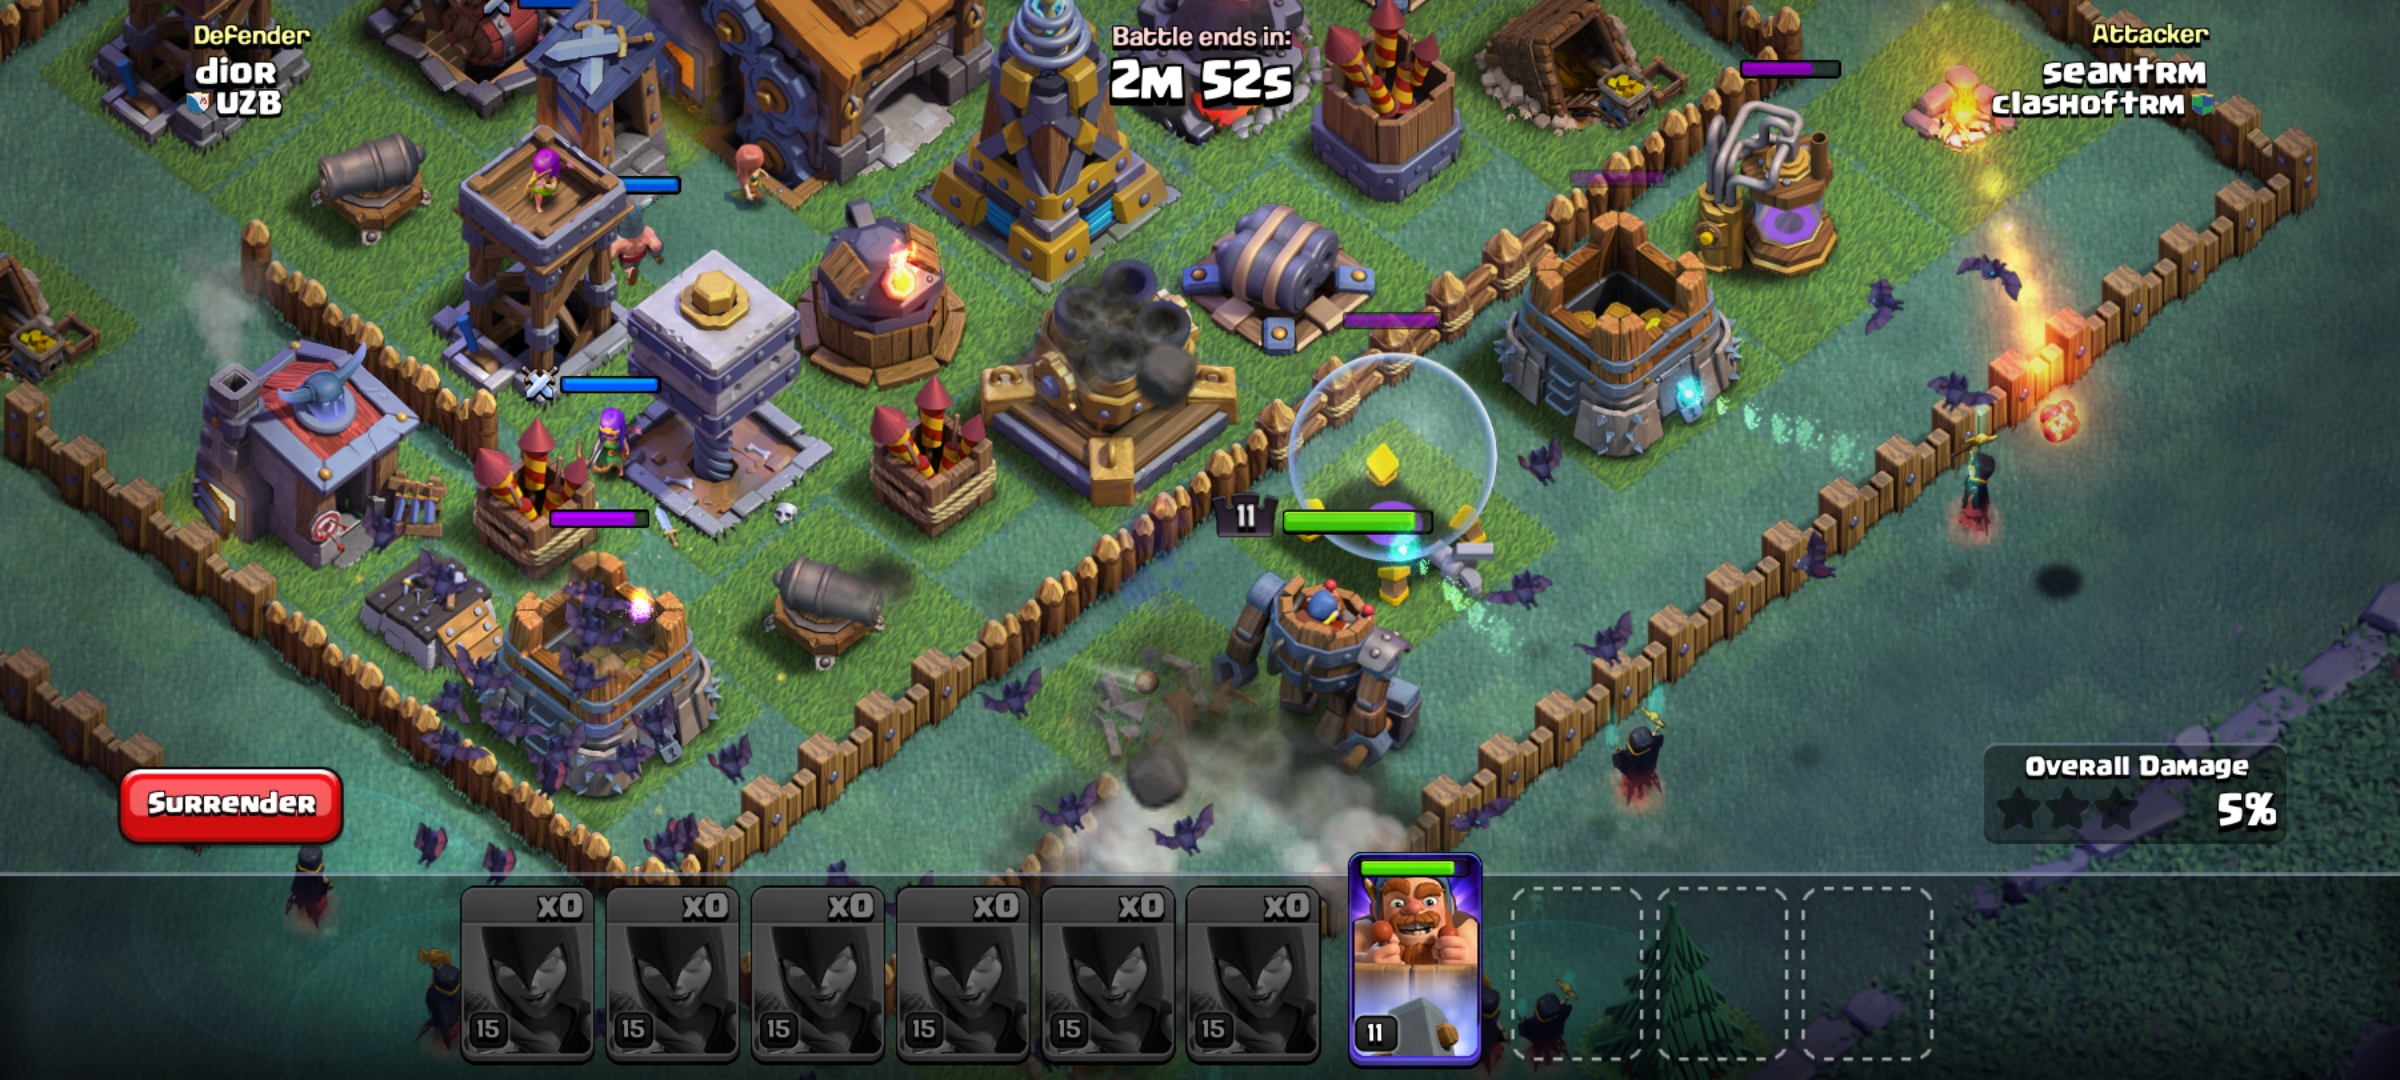 Defender
dior
UZB
Battle ends in:
2M 52s
Attacker
seantrm
clashoftrm
11
Surrender
Overall Damage
5%
x0
x0
x0
x0
x0
x0
15
15
15
15
15
15
11